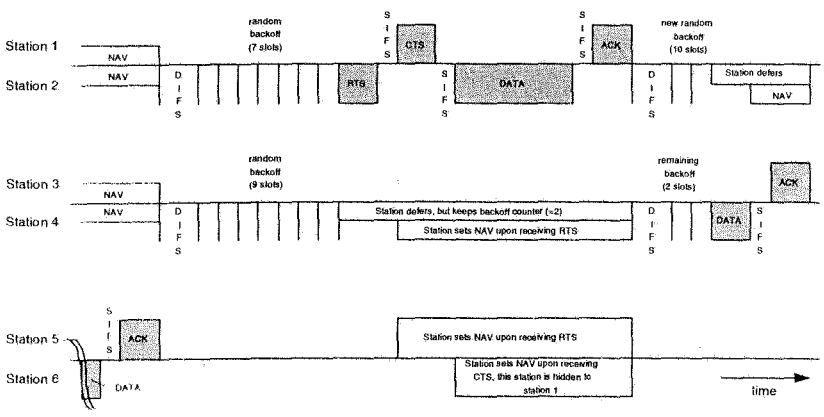 random
backoff
(7 slots)
S
I
F
S
S
I
F
S
new random
backoff
(10 slots)
Station 1
NAV
CTS
ACK
Station 2
NAV
D
I
F
S
RTS
S
I
F
S
DATA
D
I
F
S
Station defers
NAV
random
backoff
(9 slots)
remaining
backoff
(2 slots)
Station 3
NAV
ACK
Station 4
NAV
D
I
F
S
Station defers, but keeps backoff counter (=2)
Station sets NAV upon receiving RTS
D
I
F
S
DATA
S
I
F
S
S
I
F
S
Station 5
ACK
Station sets NAV upon receiving RTS
Station 6
DATA
Station sets NAV upon receiving
CTS, this station is hidden to
station 1
time